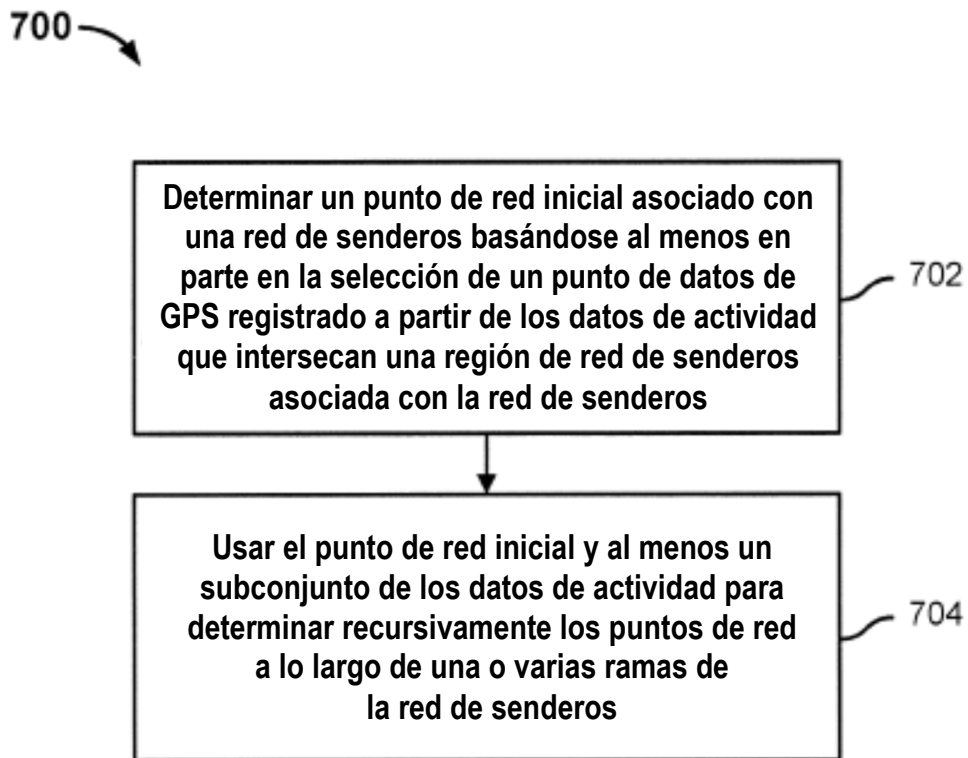 700
Determinar un punto de red inicial asociado con
una red de senderos basándose al menos en
parte en la selección de un punto de datos de
GPS registrado a partir de los datos de actividad
que intersecan una región de red de senderos
asociada con la red de senderos
702
Usar el punto de red inicial y al menos un
subconjunto de los datos de actividad para
determinar recursivamente los puntos de red
a lo largo de una o varias ramas de
la red de senderos
704